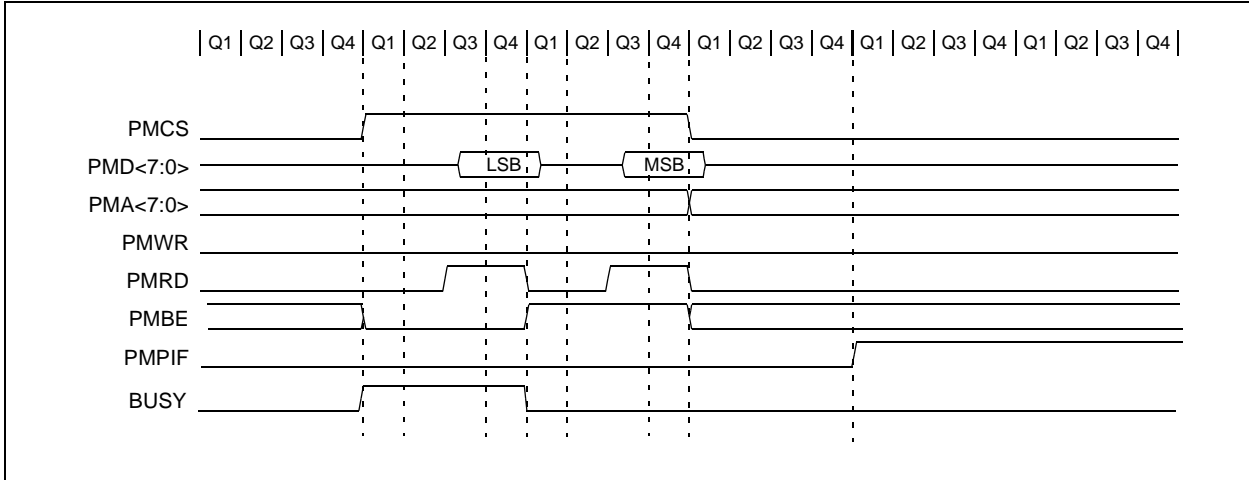 Q1 Q2 Q3 Q4 Q1 Q2 Q3 Q4 Q1 Q2 Q3 Q4 Q1 Q2 Q3 Q4 Q1 Q2 Q3 Q4 Q1 Q2 Q3 Q4
PMCS
PMD<7:0> LSB MSB
PMA<7:0>
PMWR
PMRD
PMBE
PMPIF
BUSY